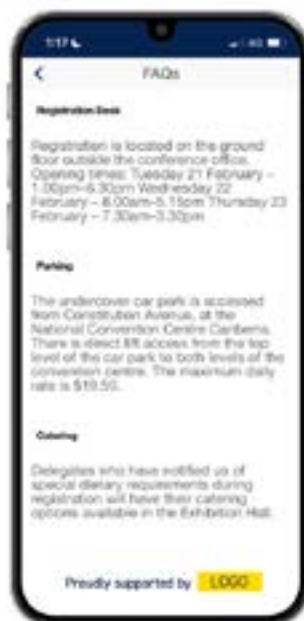 1:17
4G
FAQs
Registration Desk
Registration is located on the ground
floor outside the conference office.
Opening times: Tuesday 21 February –
1.00pm–6.30pm Wednesday 22
February – 8.00am–5.15pm Thursday 23
February – 7.30am–3.30pm
Parking
The undercover car park is accessed
from Constitution Avenue, at the
National Convention Centre Canberra.
There is direct lift access from the top
level of the car park to both levels of the
convention centre. The maximum daily
rate is $19.50.
Catering
Delegates who have notified us of
special dietary requirements during
registration will have their catering
options available in the Exhibition Hall.
Proudly supported by LOGO